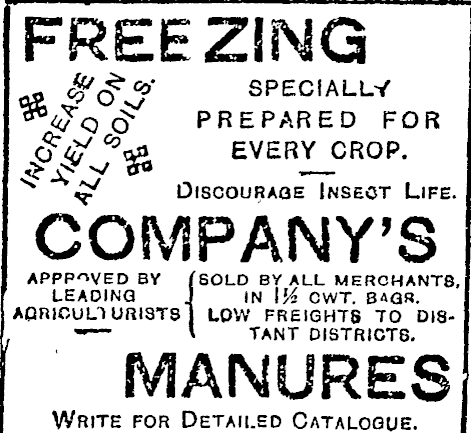 FREEZING
INCREASE
YIELD ON
ALL SOILS.
SPECIALLY
PREPARED FOR
EVERY CROP.
DISCOURAGE INSECT LIFE.
COMPANY'S
APPROVED BY
LEADING
AGRICULTURISTS
SOLD BY ALL MERCHANTS,
IN 1½ CWT. BAGS.
LOW FREIGHTS TO DIS-
TANT DISTRICTS.
MANURES
WRITE FOR DETAILED CATALOGUE.